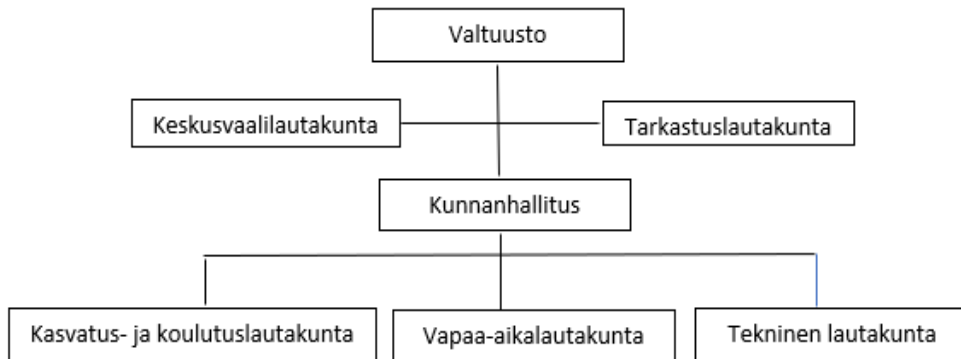 Valtuusto
Keskusvaalilautakunta
Tarkastuslautakunta
Kunnanhallitus
Kasvatus- ja koulutuslautakunta
Vapaa-aikalautakunta
Tekninen lautakunta